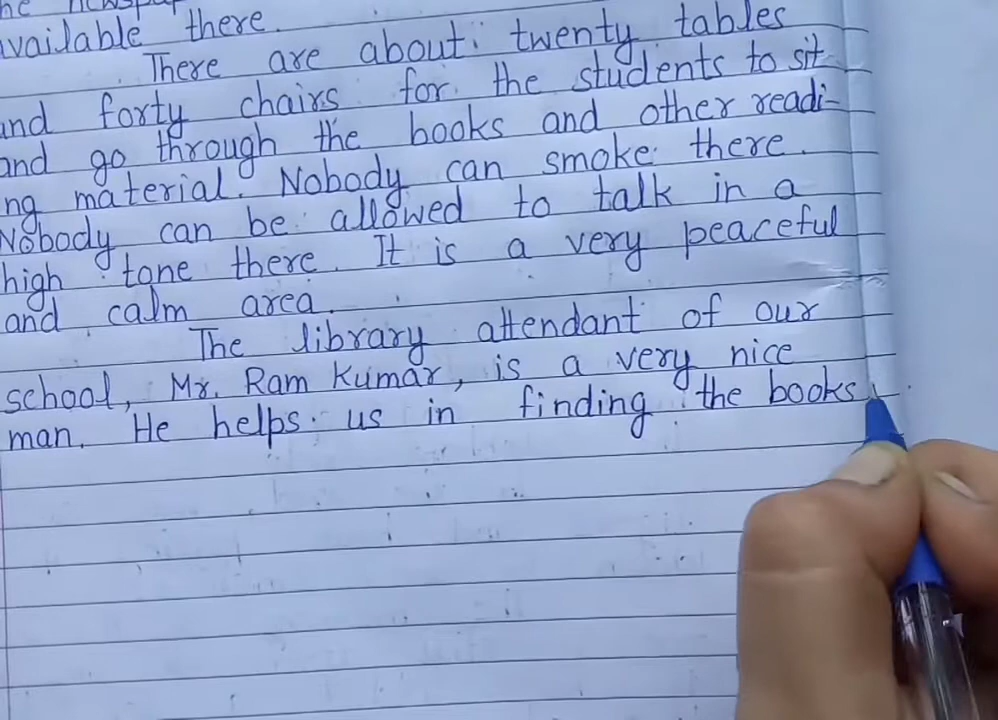 he newspap
available there.
There are about twenty tables
and forty chairs for the students to sit
and go through the books and other readi-
ng material. Nobody can smoke there.
Nobody can be allowed to talk in a
high tone there. It is a very peaceful
and calm area.
The library attendant of our
school, Mr. Ram Kumar, is a very nice
man. He helps us in finding the books